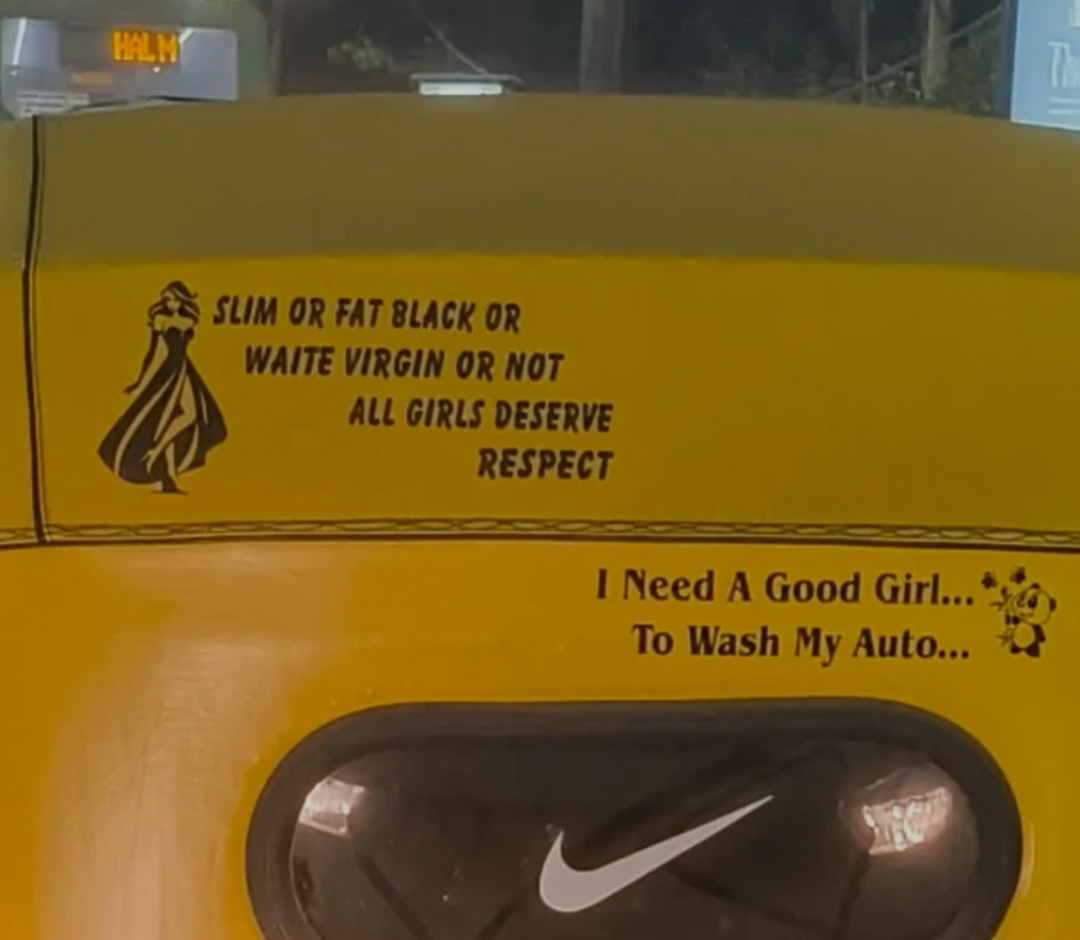 HALM
SLIM OR FAT BLACK OR
WAITE VIRGIN OR NOT
ALL GIRLS DESERVE
RESPECT
I Need A Good Girl...
To Wash My Auto...